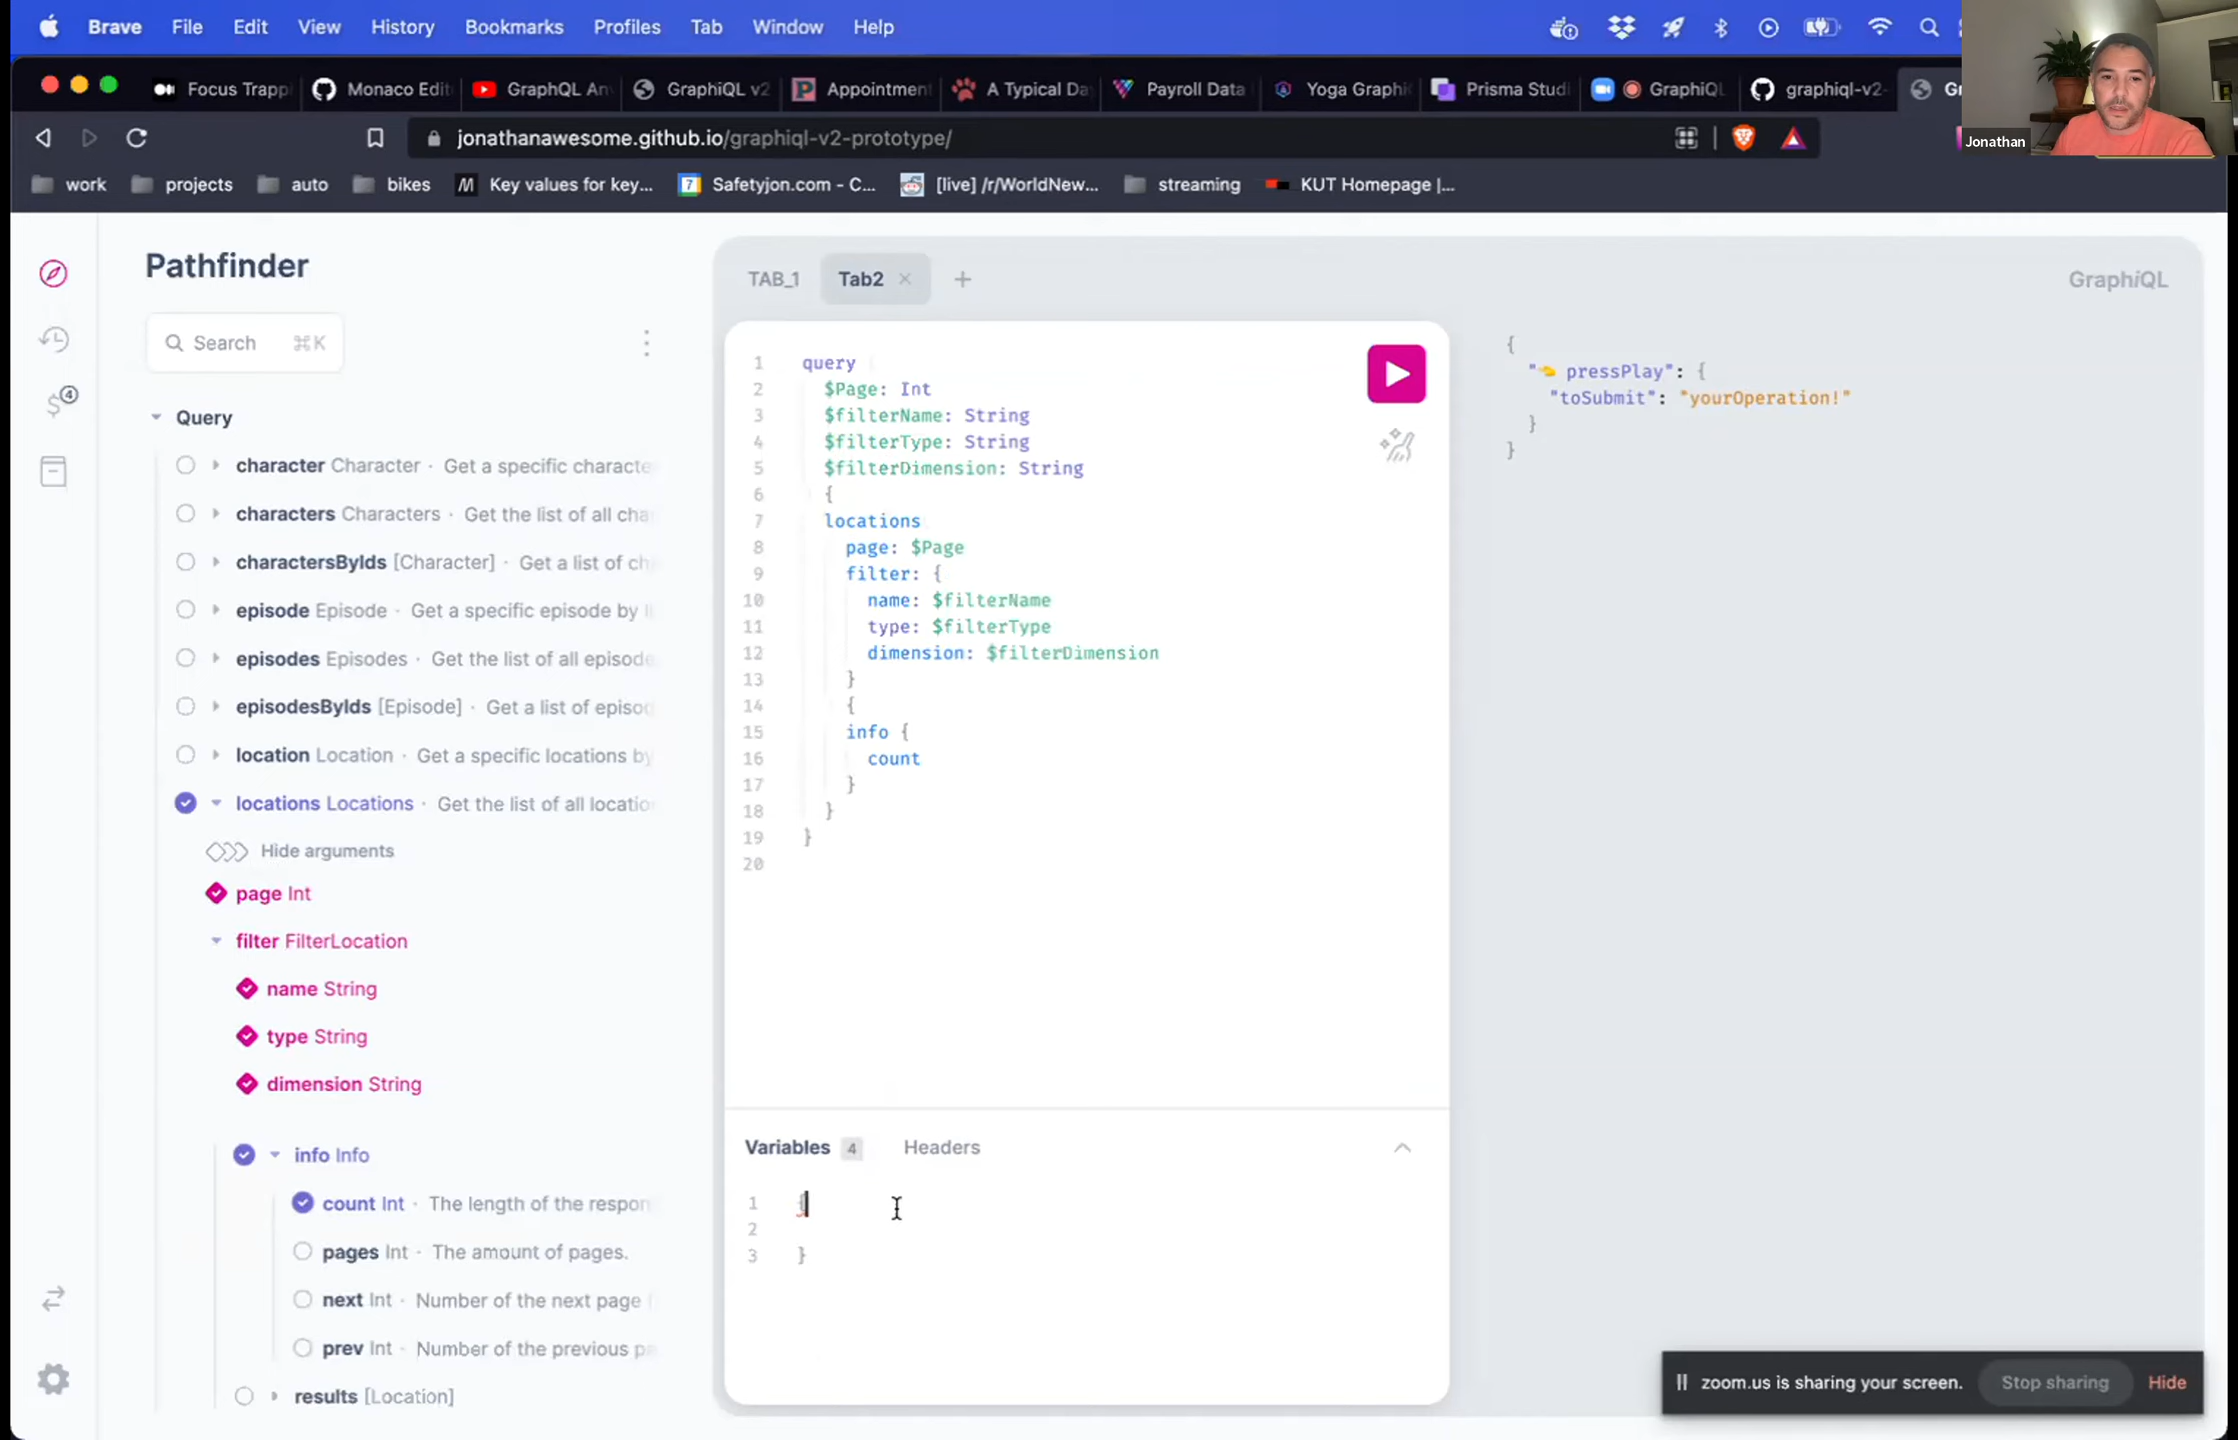 Brave File Edit View History Bookmarks Profiles Tab Window Help
Focus Trapp
Monaco Edit
GraphQL An
GraphiQL v2
Appointment
A Typical Da
Payroll Data
Yoga Graphi
Prisma Studi
GraphiQL
graphiql-v2-
jonathanawesome.github.io/graphiql-v2-prototype/
Jonathan
work projects auto bikes Key values for key... Safetyjon.com - C... [live] /r/WorldNew... streaming KUT Homepage |...
Pathfinder
Search ⌘K
4
Query
character Character · Get a specific characte
characters Characters · Get the list of all cha
charactersByIds [Character] · Get a list of ch
episode Episode · Get a specific episode by I
episodes Episodes · Get the list of all episode
episodesByIds [Episode] · Get a list of episod
location Location · Get a specific locations by
locations Locations · Get the list of all locatio
Hide arguments
page Int
filter FilterLocation
name String
type String
dimension String
info Info
count Int · The length of the respon
pages Int · The amount of pages.
next Int · Number of the next page
prev Int · Number of the previous pa
results [Location]
TAB_1 Tab2 × +
GraphiQL
1 query
2 $Page: Int
3 $filterName: String
4 $filterType: String
5 $filterDimension: String
6 {
7 locations
8 page: $Page
9 filter: {
10 name: $filterName
11 type: $filterType
12 dimension: $filterDimension
13 }
14 {
15 info {
16 count
17 }
18 }
19 }
20
Variables 4 Headers
1 {
2
3 }
{
"👈 pressPlay": {
"toSubmit": "yourOperation!"
}
}
zoom.us is sharing your screen. Stop sharing Hide